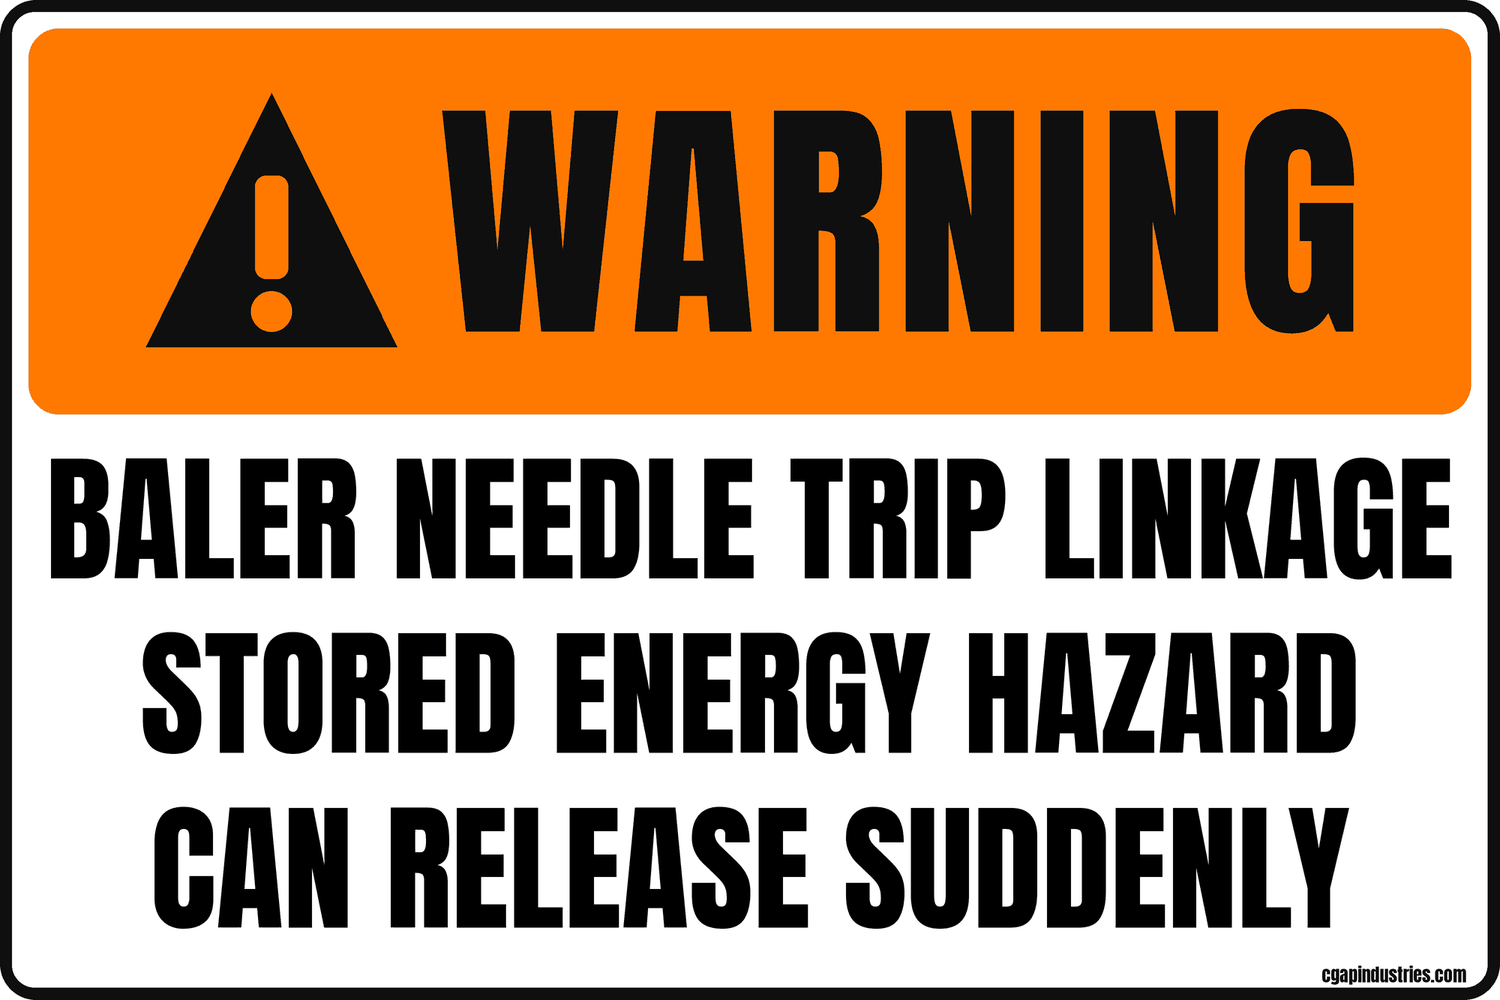 WARNING
BALER NEEDLE TRIP LINKAGE
STORED ENERGY HAZARD
CAN RELEASE SUDDENLY
cgapindustries.com